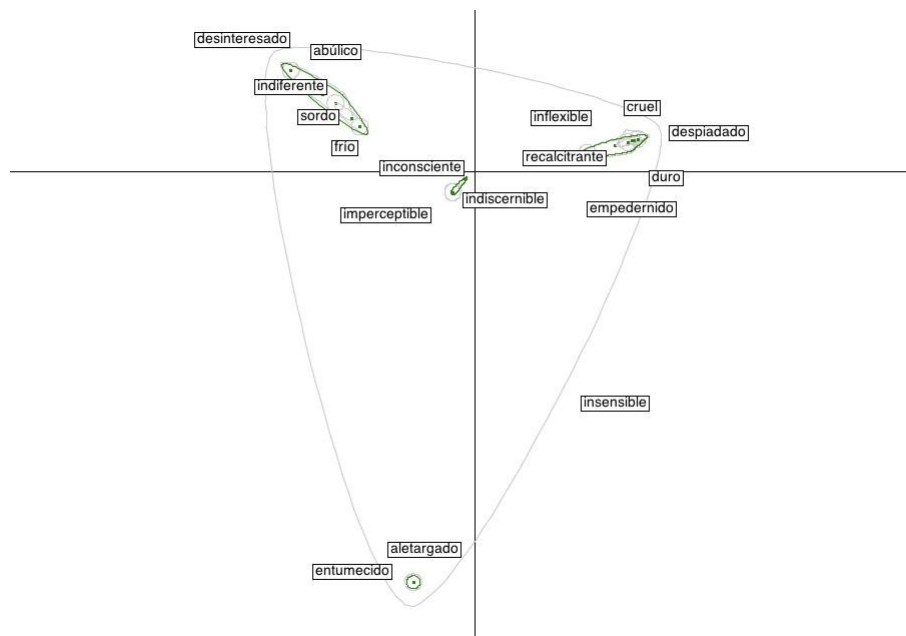 desinteresado
abúlico
indiferente
cruel
sordo
inflexible
despiadado
frío
recalcitrante
inconsciente
duro
indiscernible
imperceptible
empedernido
insensible
aletargado
entumecido